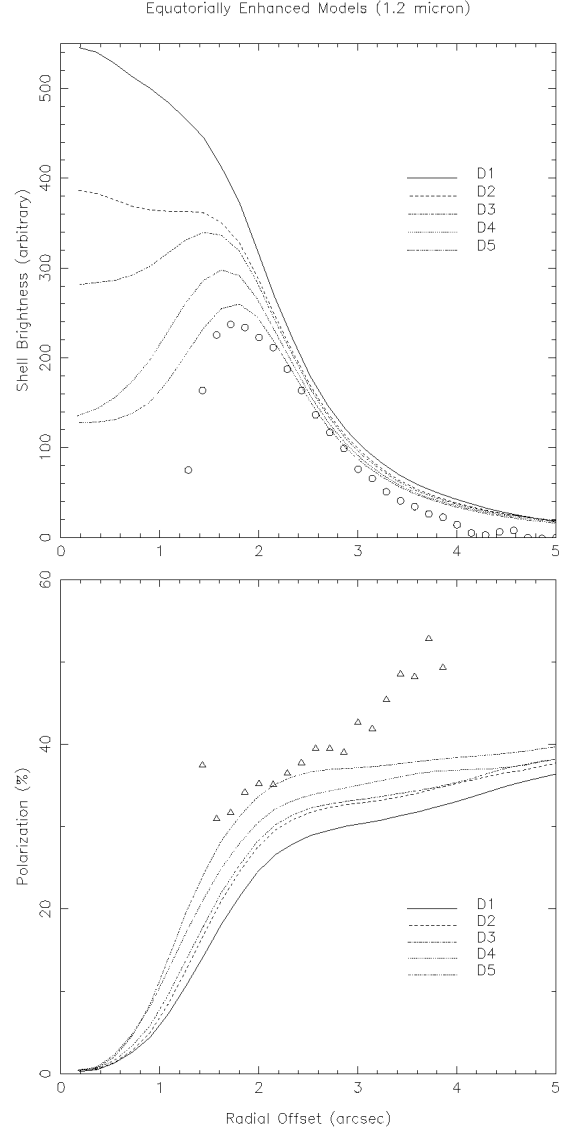 Equatorially Enhanced Models (1.2 micron)
Shell Brightness (arbitrary)
500
400
300
200
100
0
D1
D2
D3
D4
D5
0 1 2 3 4 5
Polarization (%)
60
40
20
0
D1
D2
D3
D4
D5
0 1 2 3 4 5
Radial Offset (arcsec)